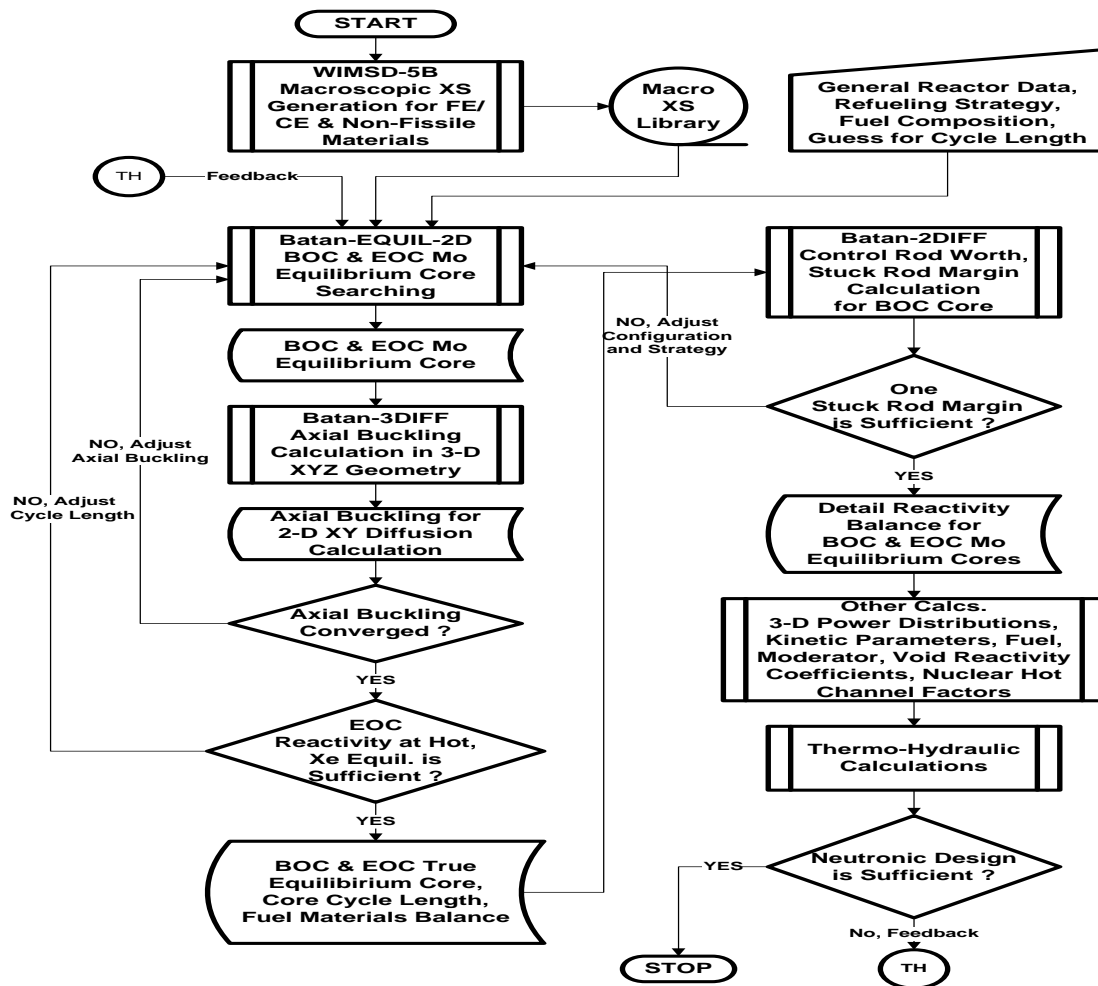 START
WIMSD-5B
Macroscopic XS
Generation for FE/
CE & Non-Fissile
Materials
Macro
XS
Library
General Reactor Data,
Refueling Strategy,
Fuel Composition,
Guess for Cycle Length
TH
Feedback
Batan-EQUIL-2D
BOC & EOC Mo
Equilibrium Core
Searching
BOC & EOC Mo
Equilibrium Core
Batan-3DIFF
Axial Buckling
Calculation in 3-D
XYZ Geometry
NO, Adjust
Axial Buckling
NO, Adjust
Cycle Length
Axial Buckling for
2-D XY Diffusion
Calculation
Axial Buckling
Converged ?
YES
EOC
Reactivity at Hot,
Xe Equil. is
Sufficient ?
YES
BOC & EOC True
Equilibirium Core,
Core Cycle Length,
Fuel Materials Balance
Batan-2DIFF
Control Rod Worth,
Stuck Rod Margin
Calculation
for BOC Core
NO, Adjust
Configuration
and Strategy
One
Stuck Rod Margin
is Sufficient ?
YES
Detail Reactivity
Balance for
BOC & EOC Mo
Equilibrium Cores
Other Calcs.
3-D Power Distributions,
Kinetic Parameters, Fuel,
Moderator, Void Reactivity
Coefficients, Nuclear Hot
Channel Factors
Thermo-Hydraulic
Calculations
Neutronic Design
is Sufficient ?
YES
STOP
No, Feedback
TH